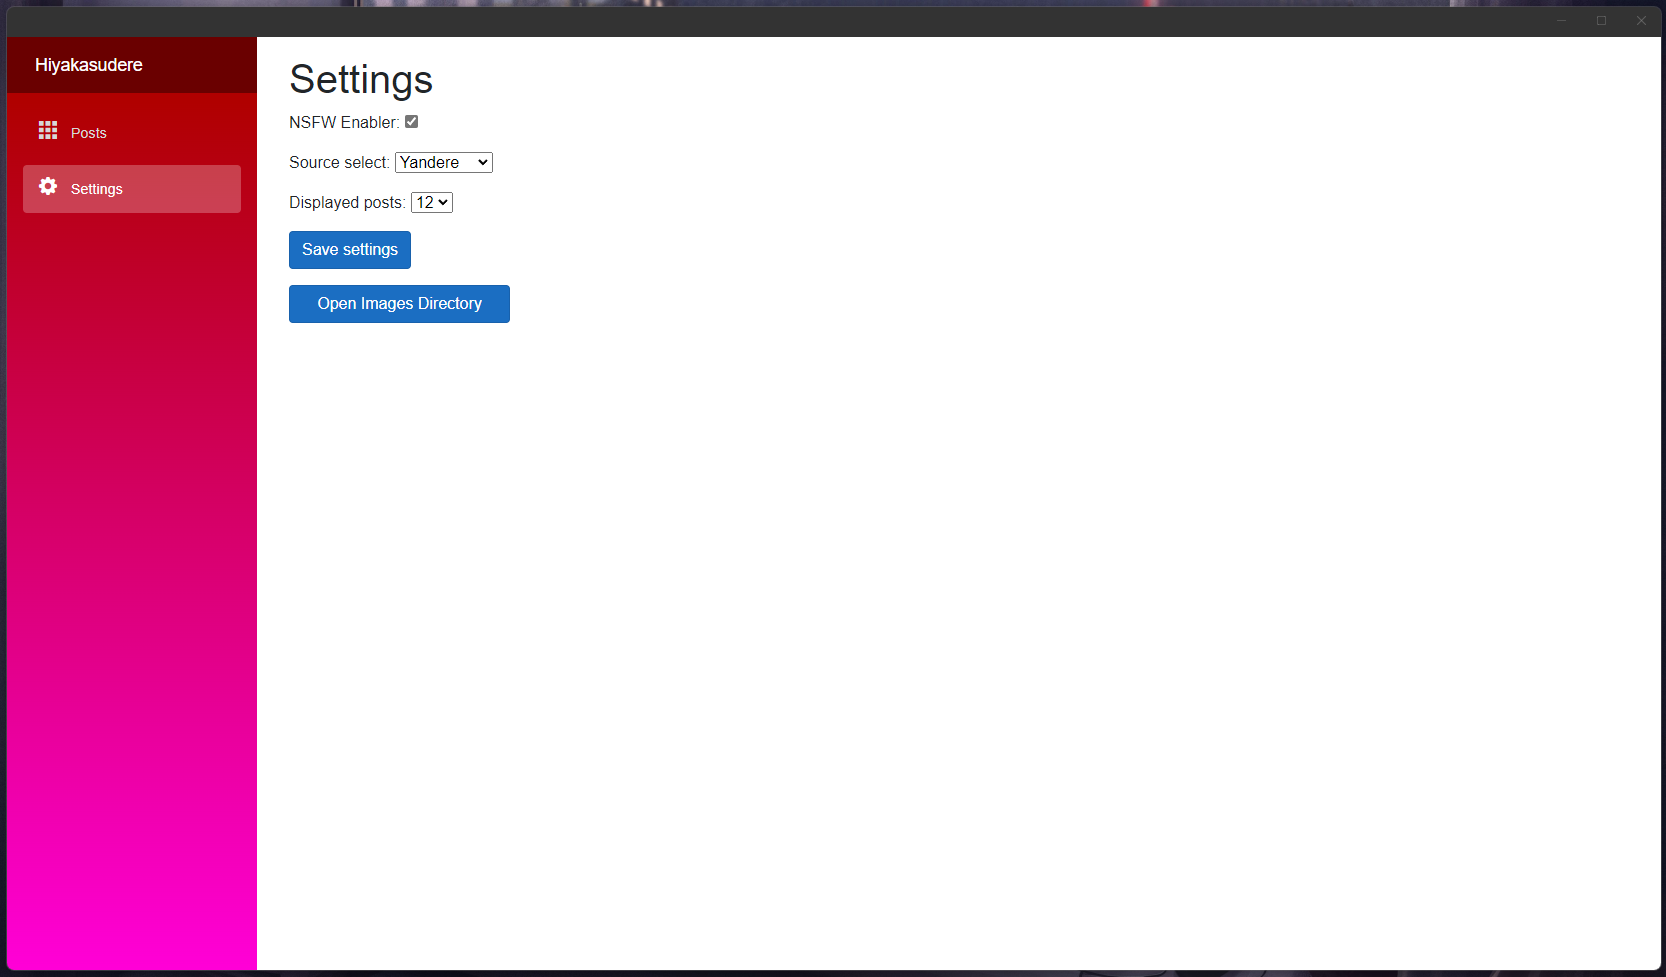 Hiyakasudere
Posts
Settings
Settings
NSFW Enabler:
Source select: Yandere
Displayed posts: 12
Save settings
Open Images Directory